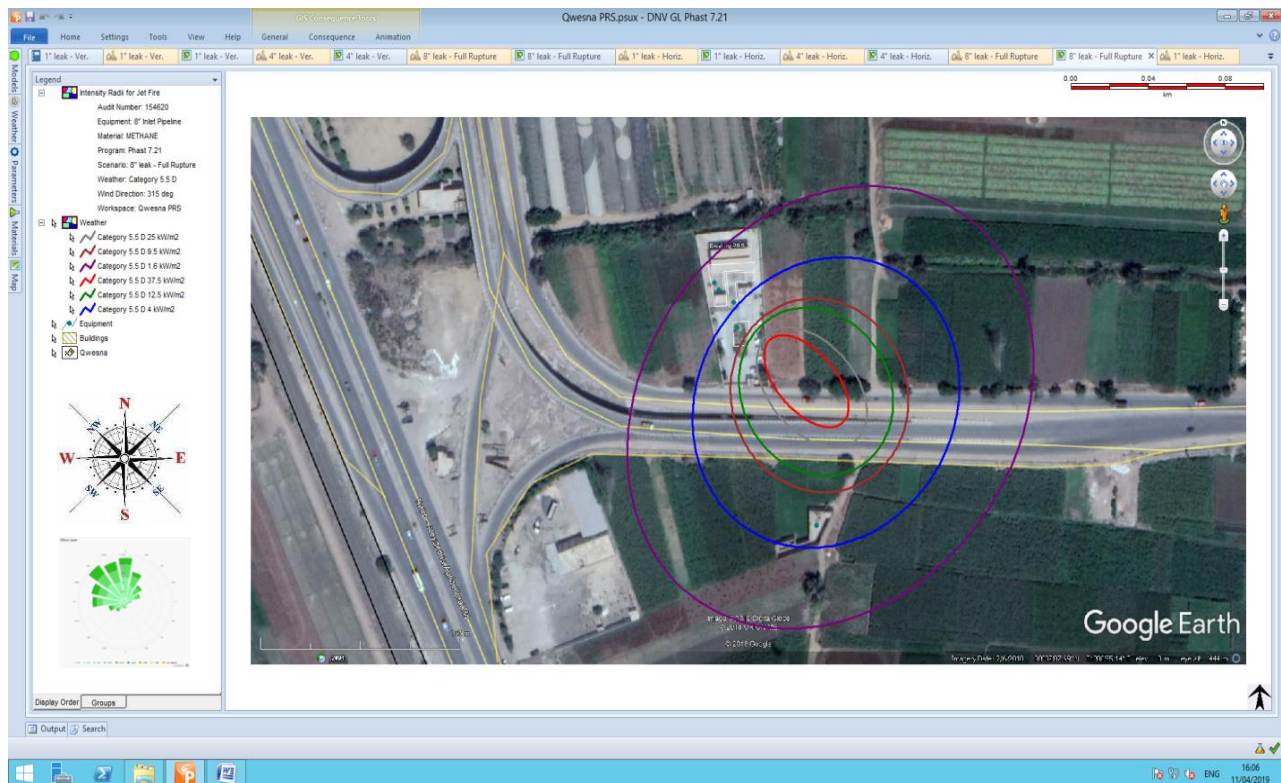 Qwesna PRS.psux - DNV GL Phast 7.21
GIS Consequence Tools
File Home Settings Tools View Help General Consequence Animation
1" leak - Ver. 1" leak - Ver. 1" leak - Ver. 4" leak - Ver. 4" leak - Ver. 8" leak - Full Rupture 8" leak - Full Rupture 1" leak - Horiz. 1" leak - Horiz. 4" leak - Horiz. 4" leak - Horiz. 8" leak - Full Rupture 8" leak - Full Rupture 1" leak - Horiz.
Models
Weather
Parameters
Materials
Map
Legend
Intensity Radii for Jet Fire
Audit Number: 154620
Equipment: 8" Inlet Pipeline
Material: METHANE
Program: Phast 7.21
Scenario: 8" leak - Full Rupture
Weather: Category 5.5 D
Wind Direction: 315 deg
Workspace: Qwesna PRS
Weather
Category 5.5 D 25 kW/m2
Category 5.5 D 9.5 kW/m2
Category 5.5 D 1.6 kW/m2
Category 5.5 D 37.5 kW/m2
Category 5.5 D 12.5 kW/m2
Category 5.5 D 4 kW/m2
Equipment
Buildings
Qwesna
N
NW NE
W E
SW SE
S
Display Order Groups
0.00 0.04 0.08
km
N
© 2018 Google
Google Earth
Output Search
ENG
16:06
11/04/2019